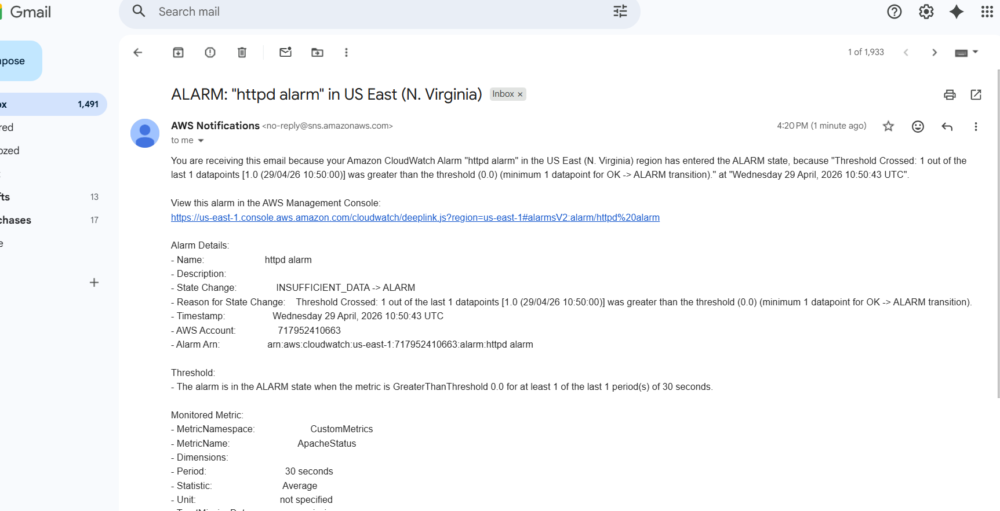 Gmail
Search mail
pose
1 of 1,933
ALARM: "httpd alarm" in US East (N. Virginia)
Inbox ×
1,491
AWS Notifications <no-reply@sns.amazonaws.com>
4:20 PM (1 minute ago)
to me
You are receiving this email because your Amazon CloudWatch Alarm "httpd alarm" in the US East (N. Virginia) region has entered the ALARM state, because "Threshold Crossed: 1 out of the
last 1 datapoints [1.0 (29/04/26 10:50:00)] was greater than the threshold (0.0) (minimum 1 datapoint for OK -> ALARM transition)." at "Wednesday 29 April, 2026 10:50:43 UTC".
13
chases
17
View this alarm in the AWS Management Console:
https://us-east-1.console.aws.amazon.com/cloudwatch/deeplink.js?region=us-east-1#alarmsV2:alarm/httpd%20alarm
Alarm Details:
- Name: httpd alarm
- Description:
- State Change: INSUFFICIENT_DATA -> ALARM
- Reason for State Change: Threshold Crossed: 1 out of the last 1 datapoints [1.0 (29/04/26 10:50:00)] was greater than the threshold (0.0) (minimum 1 datapoint for OK -> ALARM transition).
- Timestamp: Wednesday 29 April, 2026 10:50:43 UTC
- AWS Account: 717952410663
- Alarm Arn: arn:aws:cloudwatch:us-east-1:717952410663:alarm:httpd alarm
Threshold:
- The alarm is in the ALARM state when the metric is GreaterThanThreshold 0.0 for at least 1 of the last 1 period(s) of 30 seconds.
Monitored Metric:
- MetricNamespace: CustomMetrics
- MetricName: ApacheStatus
- Dimensions:
- Period: 30 seconds
- Statistic: Average
- Unit: not specified